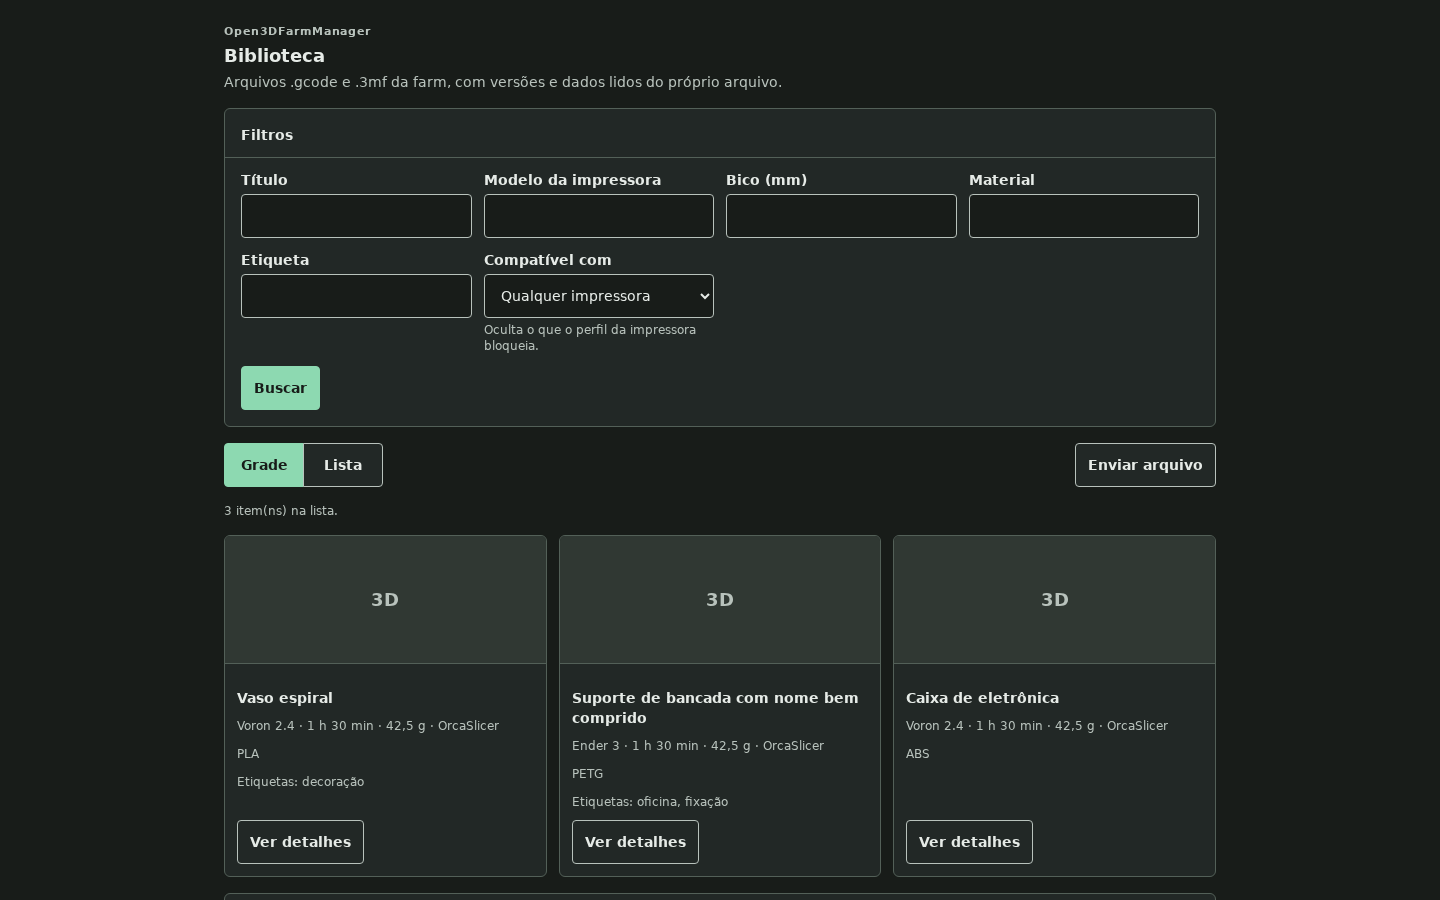 Open3DFarmManager
Biblioteca
Arquivos .gcode e .3mf da farm, com versões e dados lidos do próprio arquivo.
Filtros
Título
Modelo da impressora
Bico (mm)
Material
Etiqueta
Compatível com
Qualquer impressora
Oculta o que o perfil da impressora
bloqueia.
Buscar
Grade
Lista
Enviar arquivo
3 item(ns) na lista.
3D
Vaso espiral
Voron 2.4 · 1 h 30 min · 42,5 g · OrcaSlicer
PLA
Etiquetas: decoração
Ver detalhes
3D
Suporte de bancada com nome bem
comprido
Ender 3 · 1 h 30 min · 42,5 g · OrcaSlicer
PETG
Etiquetas: oficina, fixação
Ver detalhes
3D
Caixa de eletrônica
Voron 2.4 · 1 h 30 min · 42,5 g · OrcaSlicer
ABS
Ver detalhes